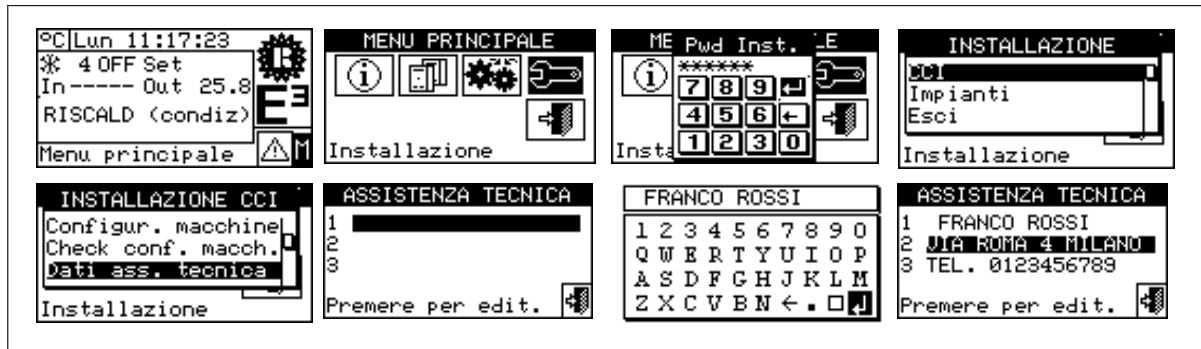 °C Lun 11:17:23
4 OFF Set
In ----- Out 25.8
RISCALD (condiz)
E3
Menu principale M
MENU PRINCIPALE
i
Installazione
ME Pwd Inst. LE
i ******
7 8 9
4 5 6 ←
Insta 1 2 3 0
INSTALLAZIONE
CCI
Impianti
Esci
Installazione
INSTALLAZIONE CCI
Configur. macchine
Check conf. macch.
Dati ass. tecnica
Installazione
ASSISTENZA TECNICA
1
2
3
Premere per edit.
FRANCO ROSSI
1 2 3 4 5 6 7 8 9 0
Q W E R T Y U I O P
A S D F G H J K L M
Z X C V B N ← .
ASSISTENZA TECNICA
1 FRANCO ROSSI
2 VIA ROMA 4 MILANO
3 TEL. 0123456789
Premere per edit.